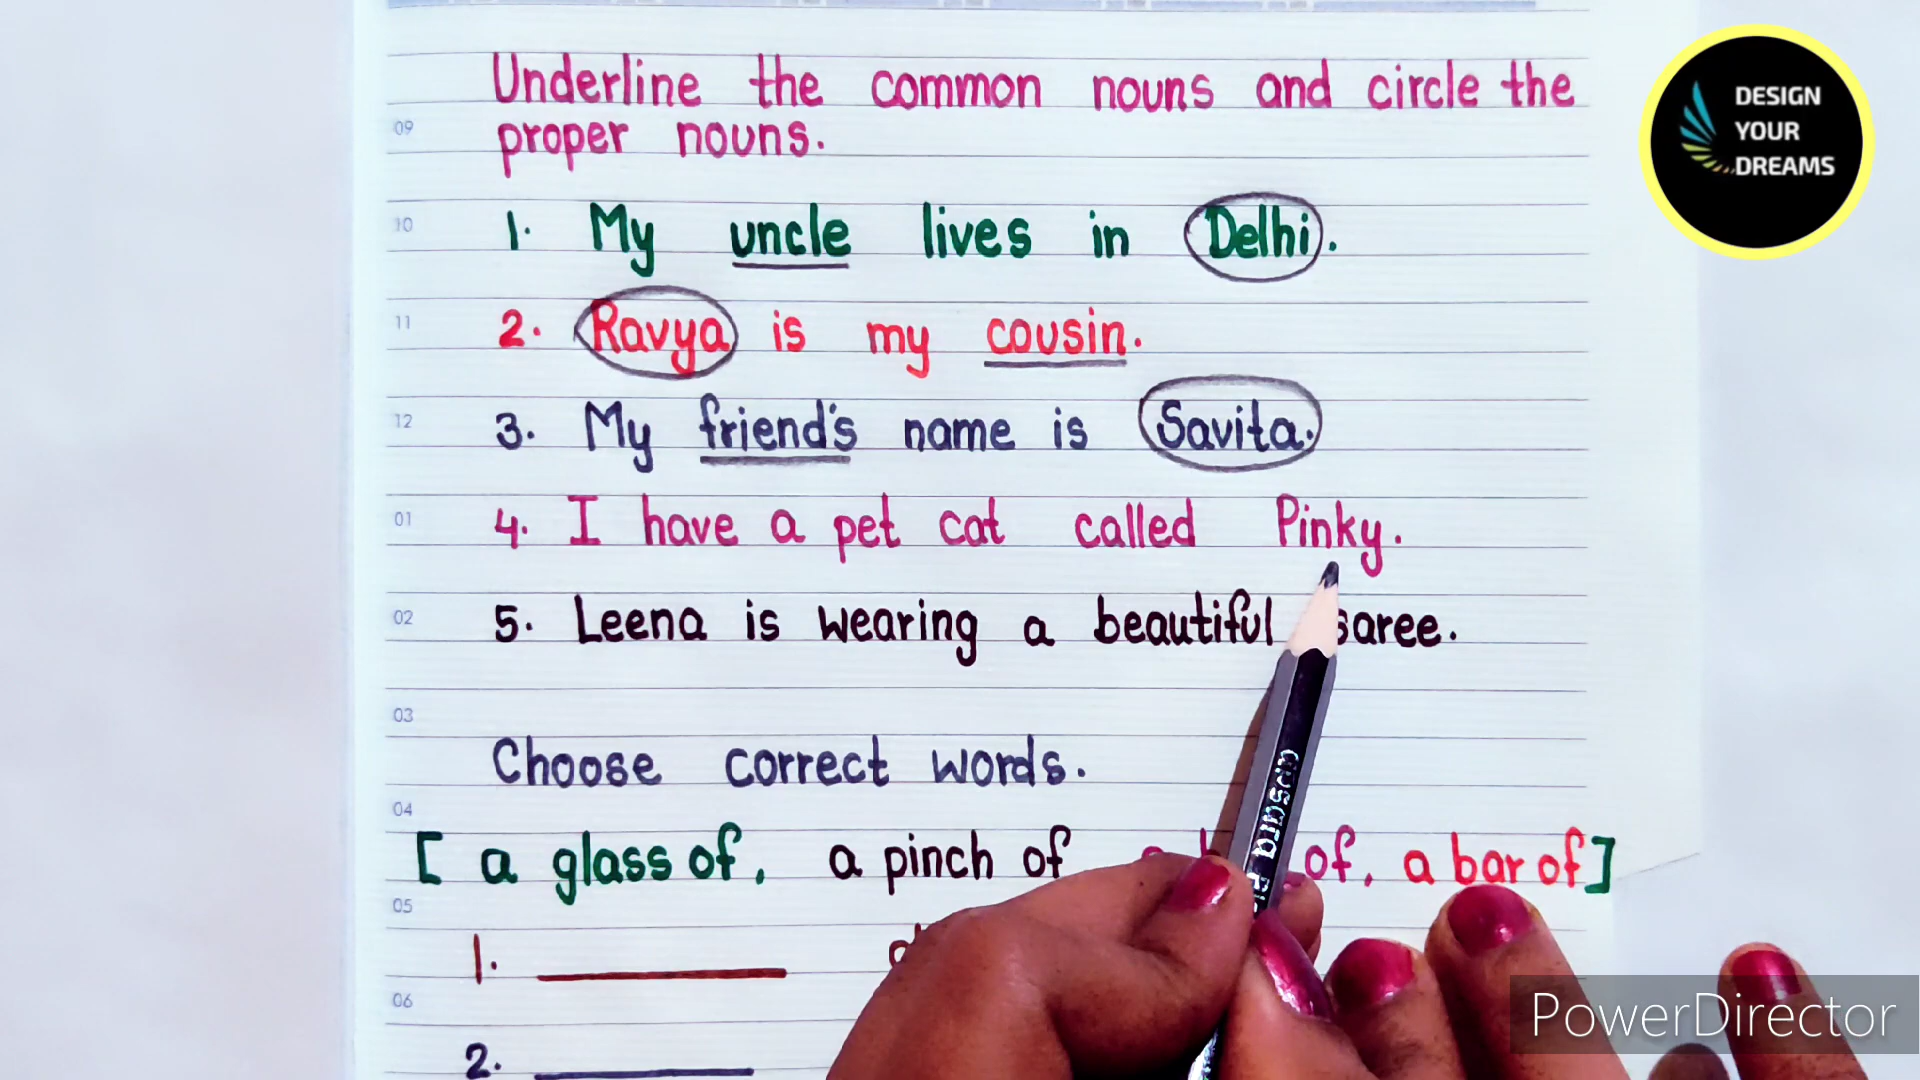 Underline the common nouns and circle the
proper nouns.
09
10
1. My uncle lives in Delhi.
11
2. Ravya is my cousin.
12
3. My friend's name is Savita.
01
4. I have a pet cat called Pinky.
02
5. Leena is wearing a beautiful saree.
03
Choose correct words.
04
[ a glass of, a pinch of of, a bar of ]
05
1.
06
2.
DESIGN
YOUR
DREAMS
apsara
PowerDirector